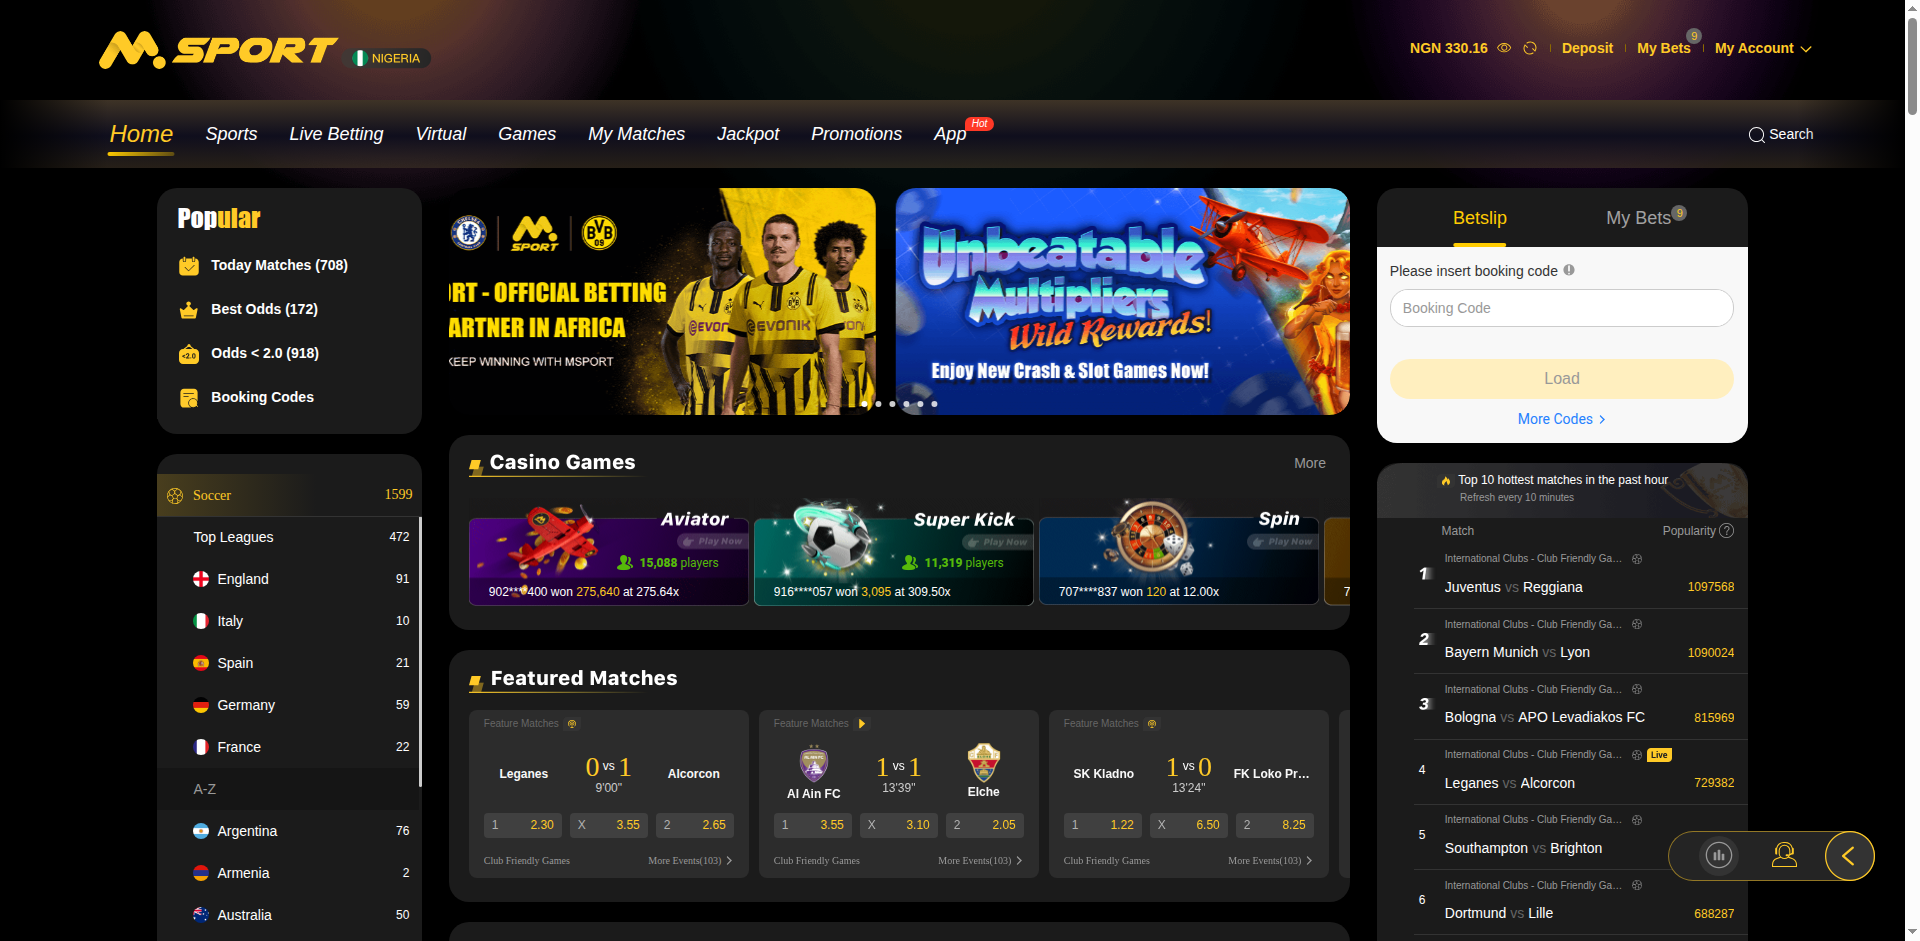 M.SPORT
NIGERIA
NGN 330.16
Deposit
My Bets
9
My Account
Home
Sports
Live Betting
Virtual
Games
My Matches
Jackpot
Promotions
App
Hot
Search
Popular
Today Matches (708)
Best Odds (172)
Odds < 2.0 (918)
Booking Codes
Soccer 1599
Top Leagues 472
England 91
Italy 10
Spain 21
Germany 59
France 22
A-Z
Argentina 76
Armenia 2
Australia 50
CHELSEA M.SPORT BVB 09
RT - OFFICIAL BETTING
ARTNER IN AFRICA
KEEP WINNING WITH MSPORT
EVONIK
Unbeatable
Multipliers
Wild Rewards!
Enjoy New Crash & Slot Games Now!
Casino Games
More
Aviator
Play Now
15,088 players
902****400 won 275,640 at 275.64x
Super Kick
Play Now
11,319 players
916****057 won 3,095 at 309.50x
Spin
Play Now
707****837 won 120 at 12.00x
7
Featured Matches
Feature Matches
Leganes 0 vs 1 Alcorcon
9'00"
1 2.30 X 3.55 2 2.65
Club Friendly Games More Events(103)
Feature Matches
Al Ain FC 1 vs 1 Elche
13'39"
1 3.55 X 3.10 2 2.05
Club Friendly Games More Events(103)
Feature Matches
SK Kladno 1 vs 0 FK Loko Pr...
13'24"
1 1.22 X 6.50 2 8.25
Club Friendly Games More Events(103)
Betslip
My Bets 9
Please insert booking code
Booking Code
Load
More Codes
Top 10 hottest matches in the past hour
Refresh every 10 minutes
Match Popularity ?
International Clubs - Club Friendly Ga...
1 Juventus vs Reggiana 1097568
International Clubs - Club Friendly Ga...
2 Bayern Munich vs Lyon 1090024
International Clubs - Club Friendly Ga...
3 Bologna vs APO Levadiakos FC 815969
International Clubs - Club Friendly Ga... Live
4 Leganes vs Alcorcon 729382
International Clubs - Club Friendly Ga...
5 Southampton vs Brighton
International Clubs - Club Friendly Ga...
6 Dortmund vs Lille 688287